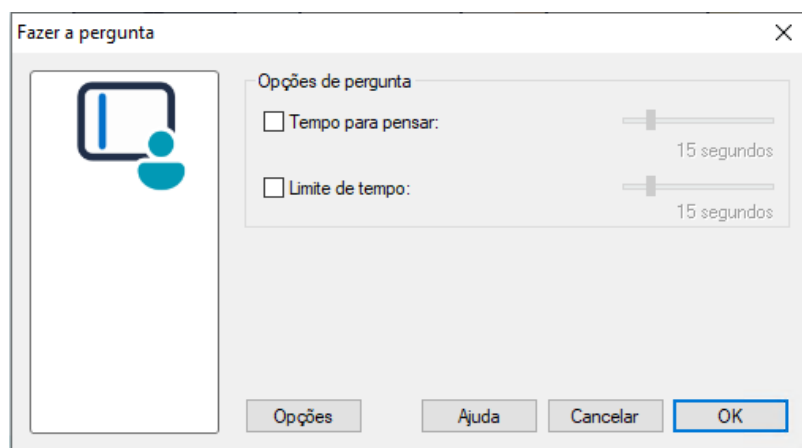 Fazer a pergunta
Opções de pergunta
Tempo para pensar:
15 segundos
Limite de tempo:
15 segundos
Opções
Ajuda
Cancelar
OK